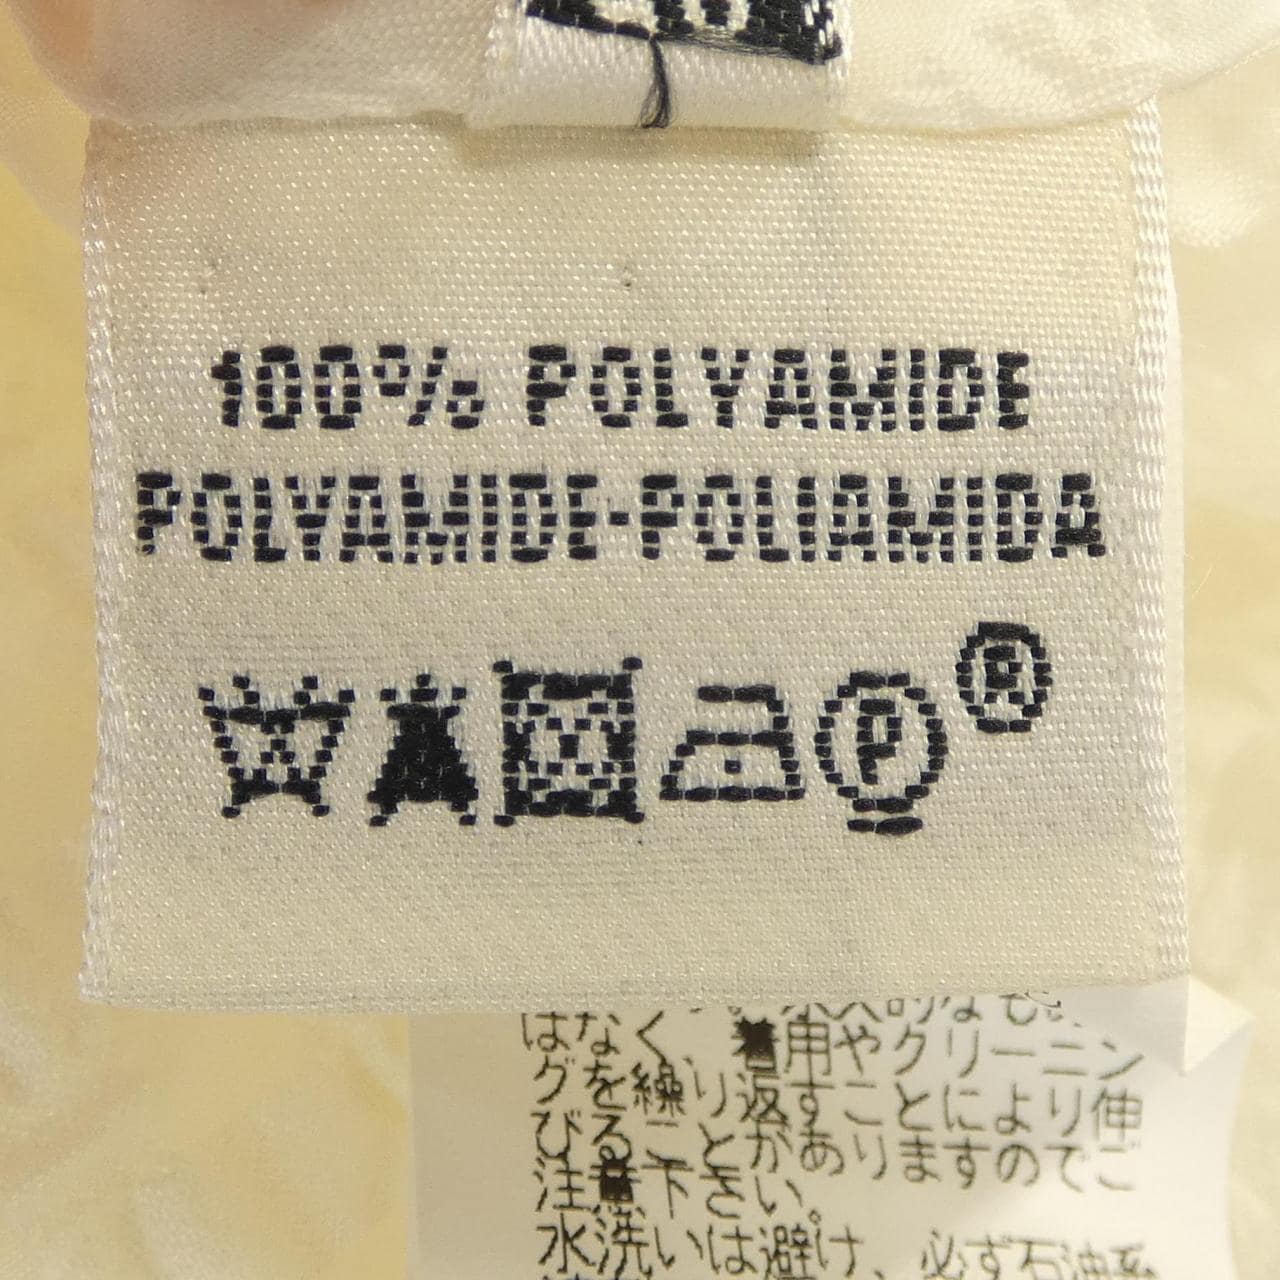 100% POLYAMIDE
POLYAMIDE-POLIAMIDA
P
®
はなく、着用やクリーニン
グを繰り返すことにより伸
びることがありますのでご
注意下さい。
水洗いは避け、必ず石油系